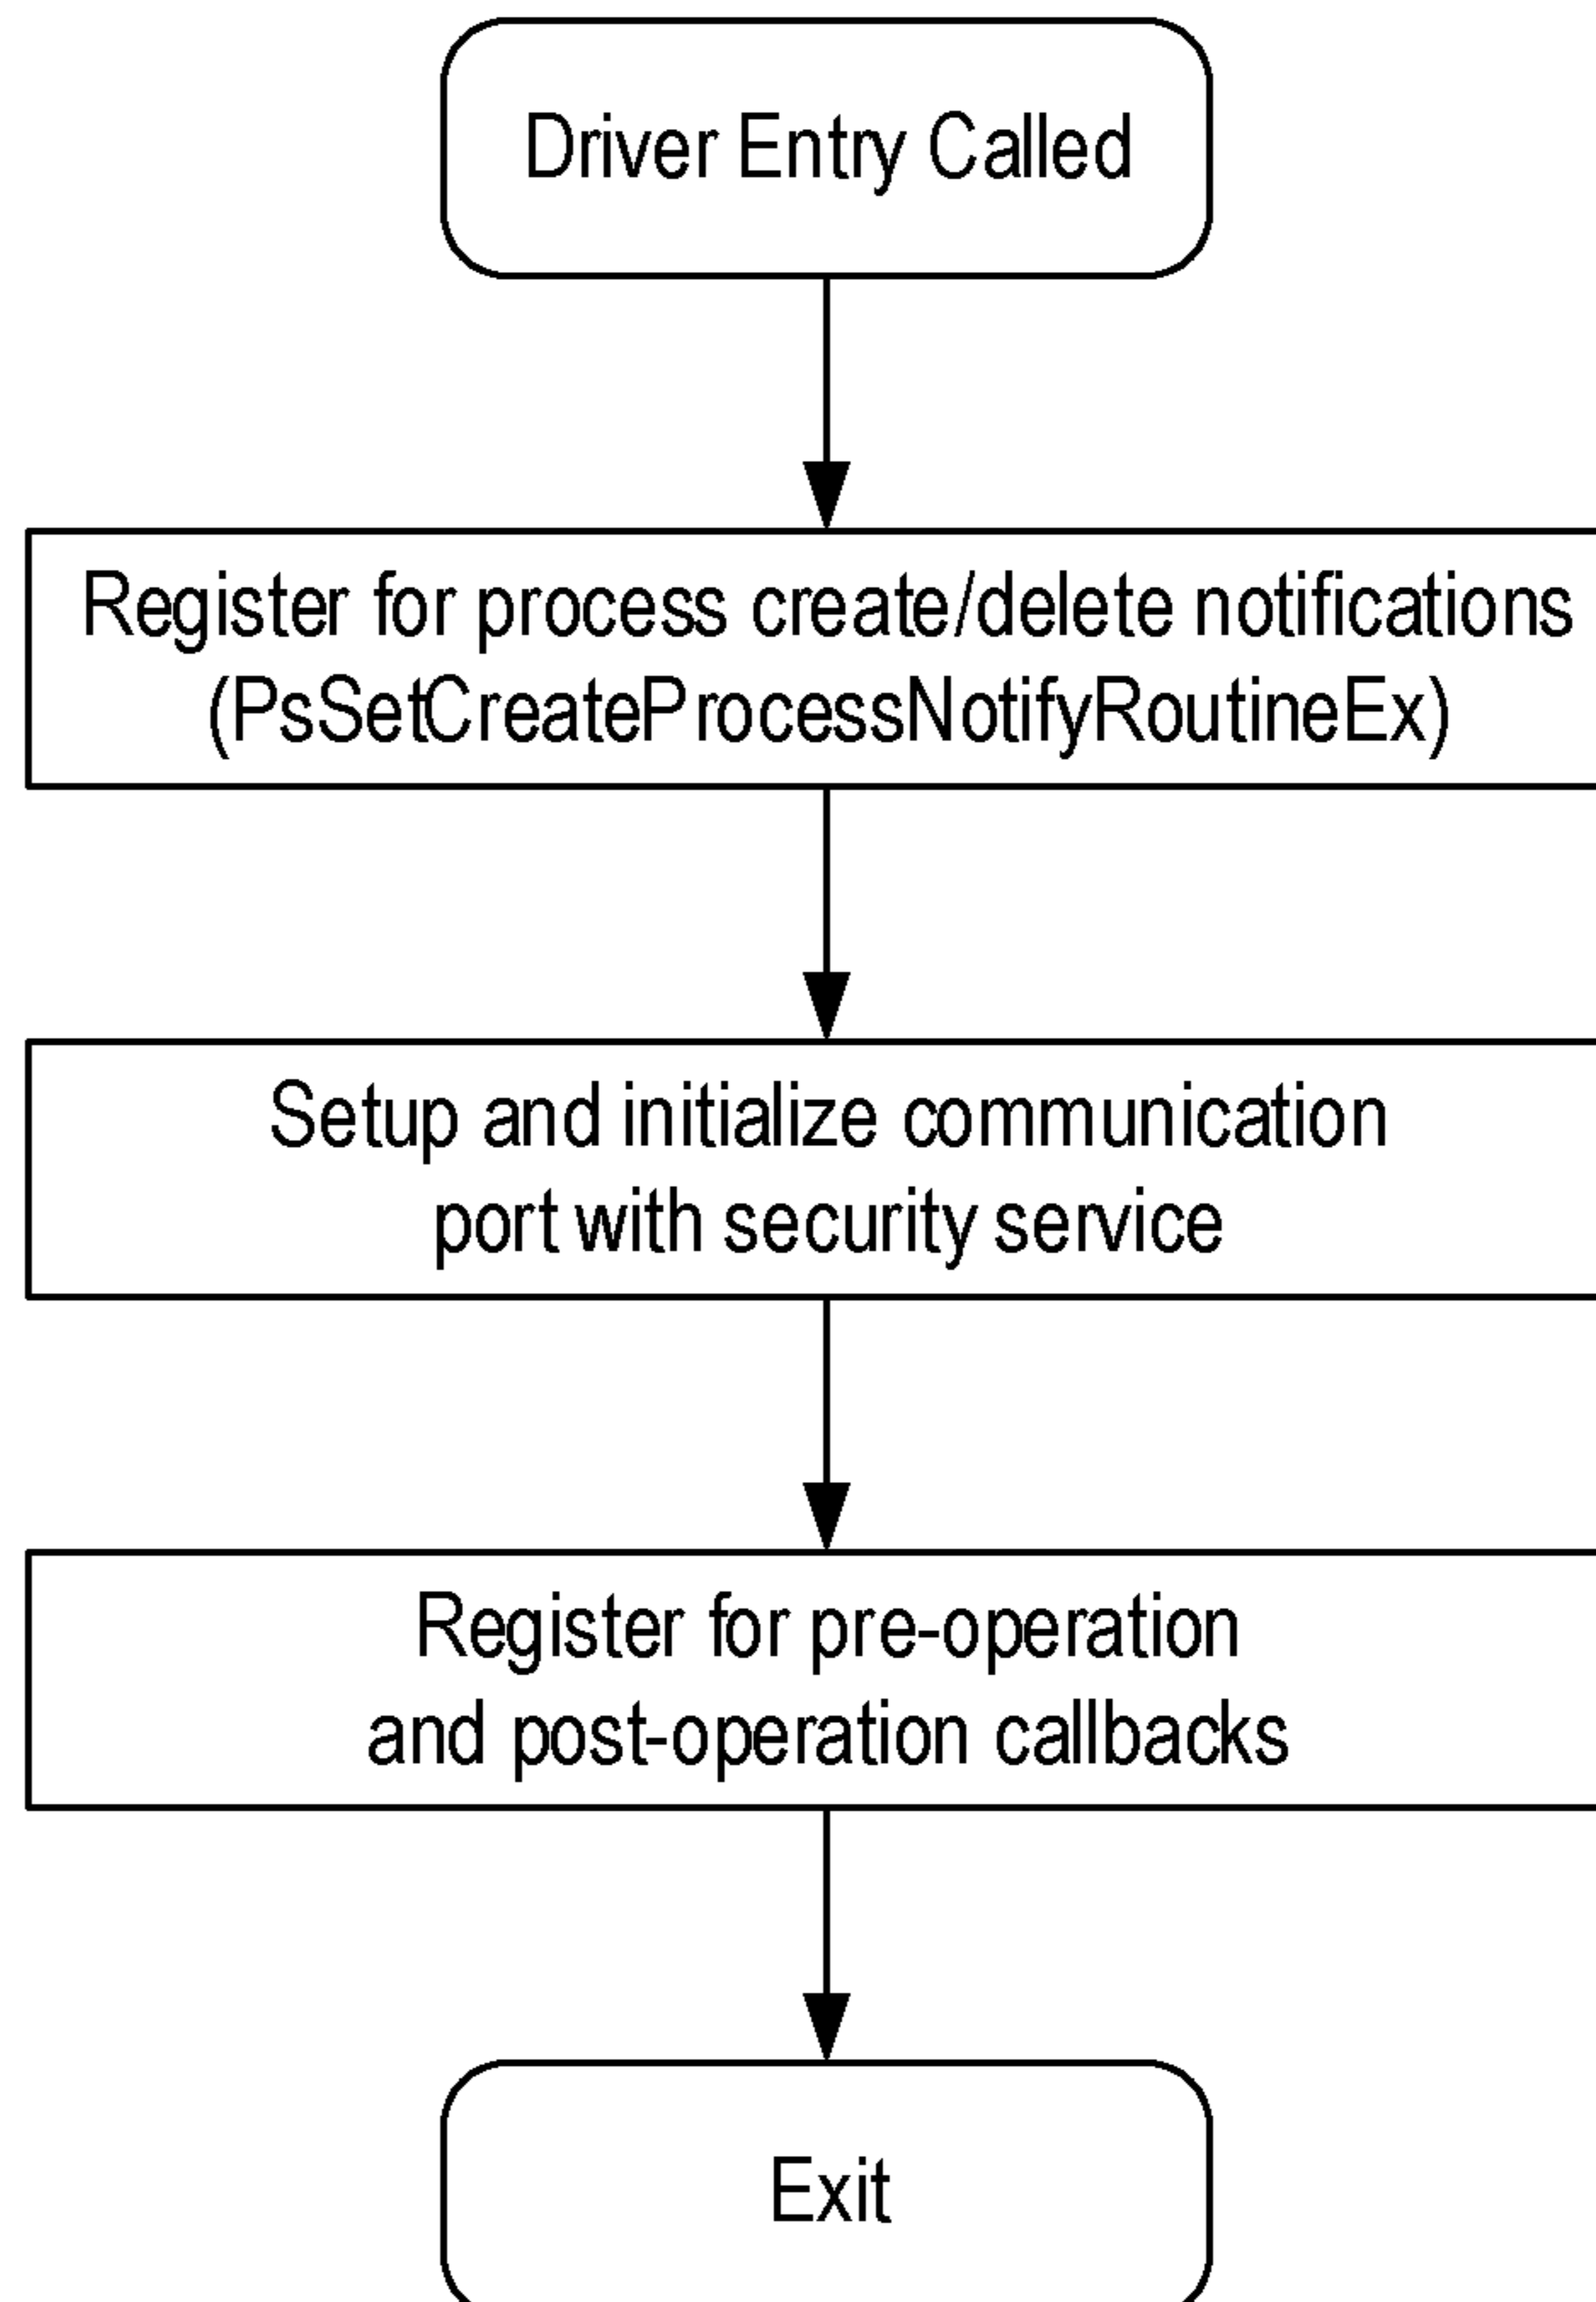 Driver Entry Called
Register for process create/delete notifications
(PsSetCreateProcessNotifyRoutineEx)
Setup and initialize communication
port with security service
Register for pre-operation
and post-operation callbacks
Exit